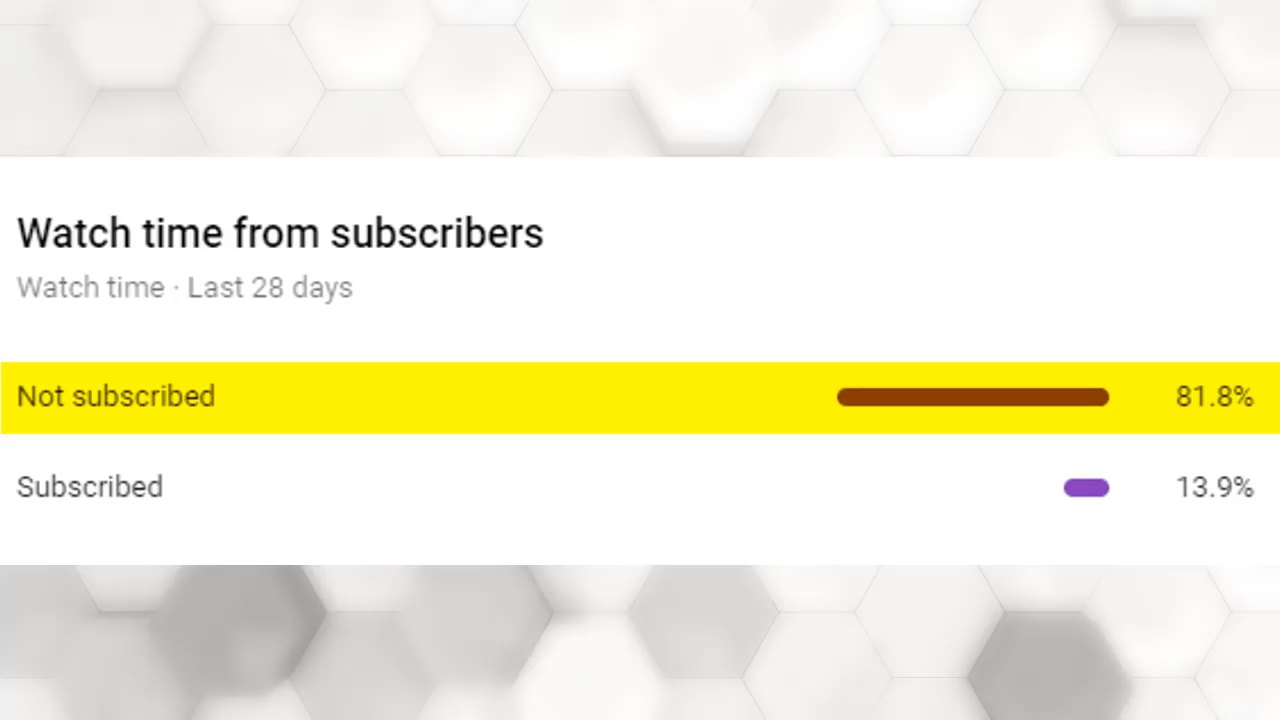 Watch time from subscribers
Watch time · Last 28 days
Not subscribed 81.8%
Subscribed 13.9%